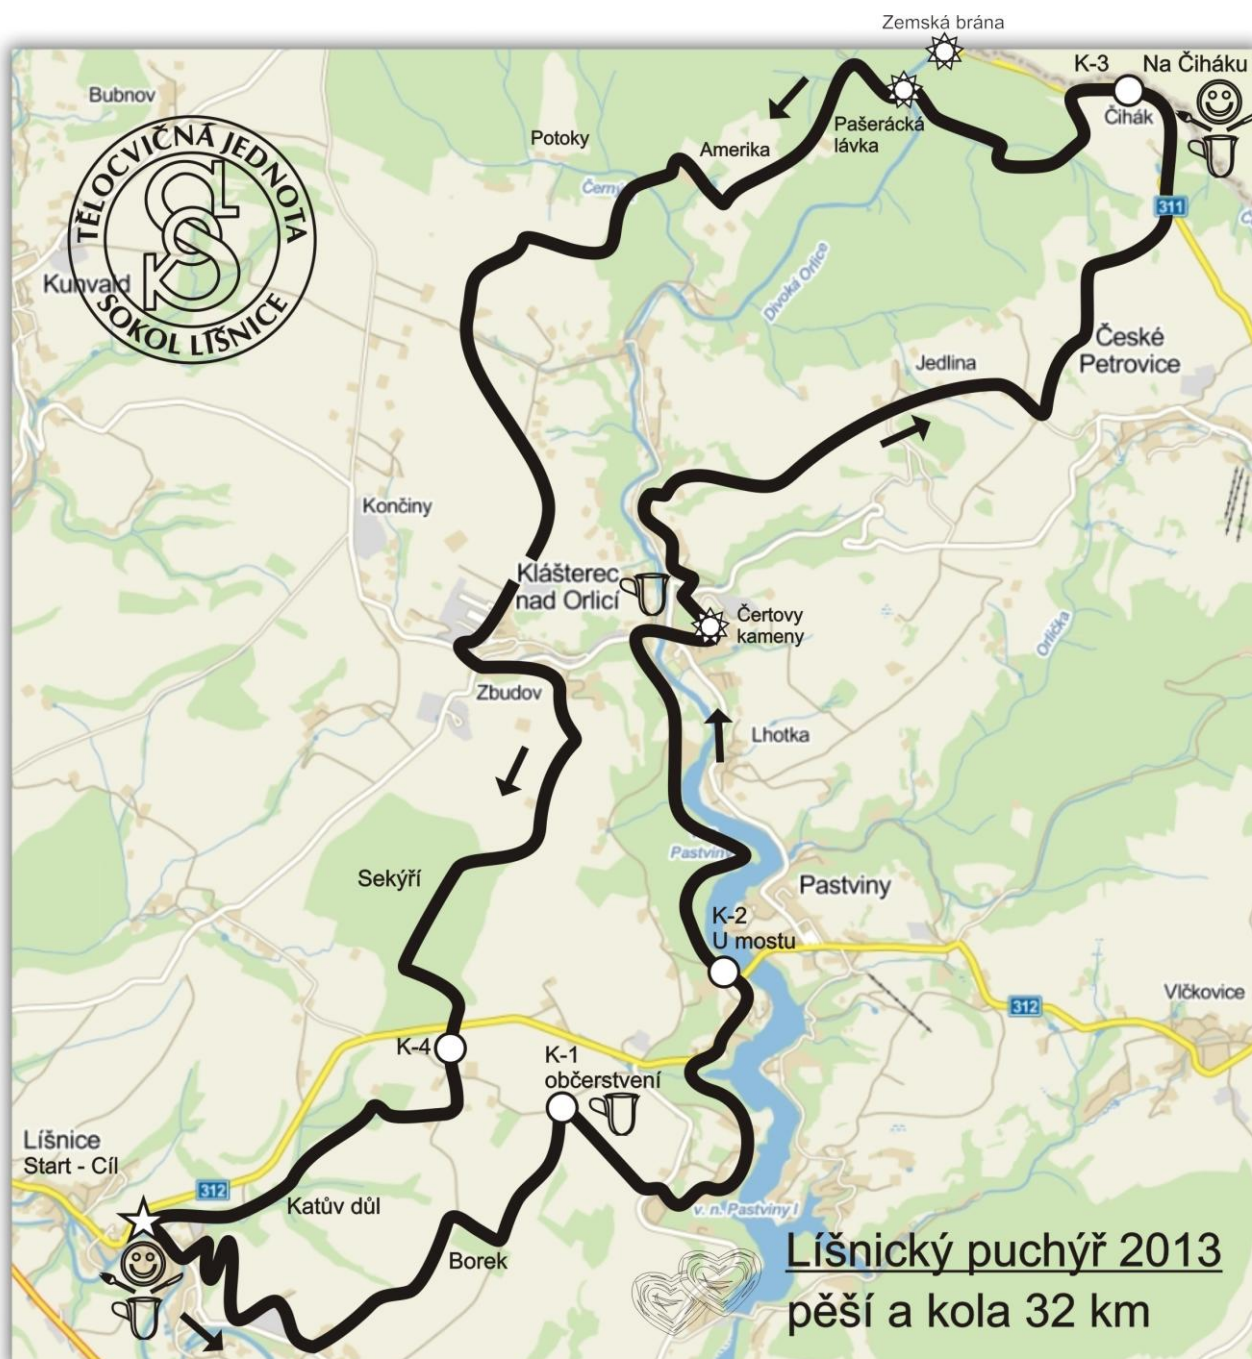 Zemská brána
K-3 Na Čiháku
Čihák
Bubnov
Potoky
Amerika
Pašerácká
lávka
TĚLOCVIČNÁ JEDNOTA
SOKOL LÍŠNICE
Kunvald
311
Divoká Orlice
České
Petrovice
Jedlina
Končiny
Klášterec
nad Orlicí
Čertovy
kameny
Orlička
Zbudov
Lhotka
Pastviny
Sekýří
Pastviny
K-2
U mostu
312
Vlčkovice
K-4
K-1
občerstvení
Líšnice
Start - Cíl
312
Katův důl
Borek
v. n. Pastviny I
Líšnický puchýř 2013
pěší a kola 32 km